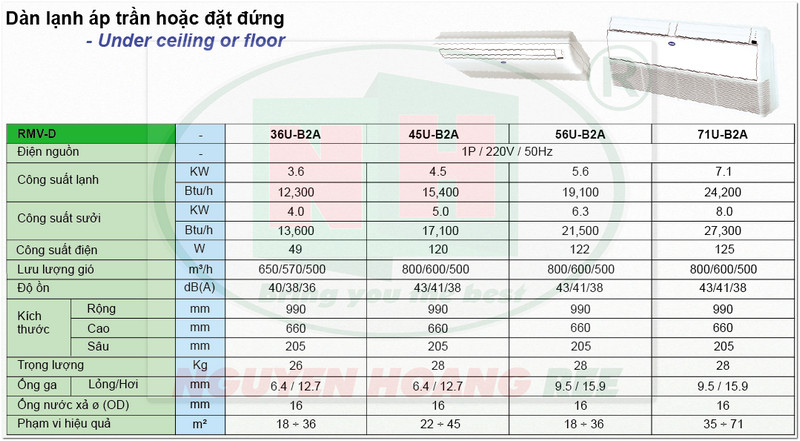 Dàn lạnh áp trần hoặc đặt đứng
- Under ceiling or floor
®
RMV-D - 36U-B2A 45U-B2A 56U-B2A 71U-B2A
Điện nguồn - 1P / 220V / 50Hz
Công suất lạnh KW 3.6 4.5 5.6 7.1
Btu/h 12,300 15,400 19,100 24,200
Công suất sưởi KW 4.0 5.0 6.3 8.0
Btu/h 13,600 17,100 21,500 27,300
Công suất điện W 49 120 122 125
Lưu lượng gió m³/h 650/570/500 800/600/500 800/600/500 800/600/500
Độ ồn dB(A) 40/38/36 43/41/38 43/41/38 43/41/38
Kích thước Rộng mm 990 990 990 990
Cao mm 660 660 660 660
Sâu mm 205 205 205 205
Trọng lượng Kg 26 28 28 28
Ống ga Lỏng/Hơi mm 6.4 / 12.7 6.4 / 12.7 9.5 / 15.9 9.5 / 15.9
Ống nước xả ø (OD) mm 16 16 16 16
Phạm vi hiệu quả m² 18 ÷ 36 22 ÷ 45 18 ÷ 36 35 ÷ 71
NH
bring you the best
NGUYEN HOANG REE